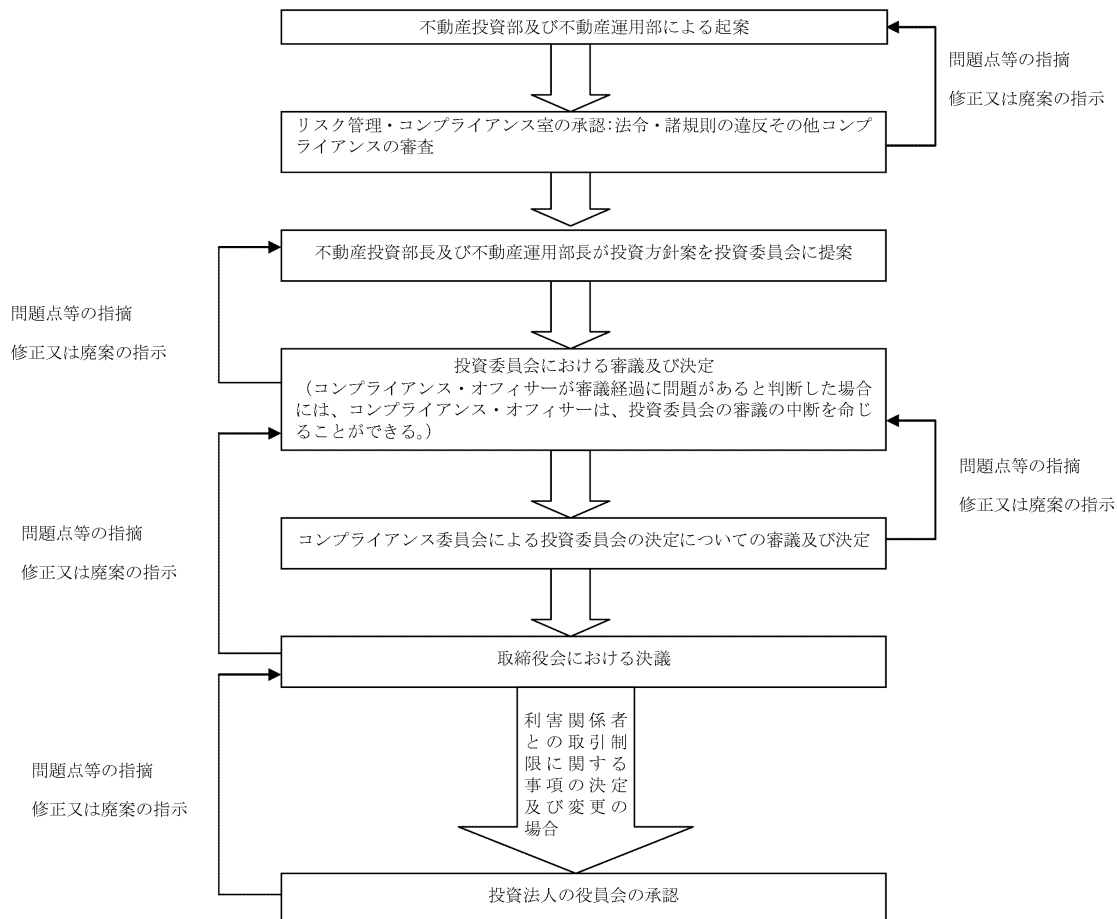 不動産投資部及び不動産運用部による起案
問題点等の指摘
修正又は廃案の指示
リスク管理・コンプライアンス室の承認:法令・諸規則の違反その他コンプ
ライアンスの審査
不動産投資部長及び不動産運用部長が投資方針案を投資委員会に提案
問題点等の指摘
修正又は廃案の指示
投資委員会における審議及び決定
（コンプライアンス・オフィサーが審議経過に問題があると判断した場合
には、コンプライアンス・オフィサーは、投資委員会の審議の中断を命じ
ることができる。）
問題点等の指摘
修正又は廃案の指示
コンプライアンス委員会による投資委員会の決定についての審議及び決定
問題点等の指摘
修正又は廃案の指示
取締役会における決議
利害関係者
との取引制
限に関する
事項の決定
及び変更の
場合
問題点等の指摘
修正又は廃案の指示
投資法人の役員会の承認